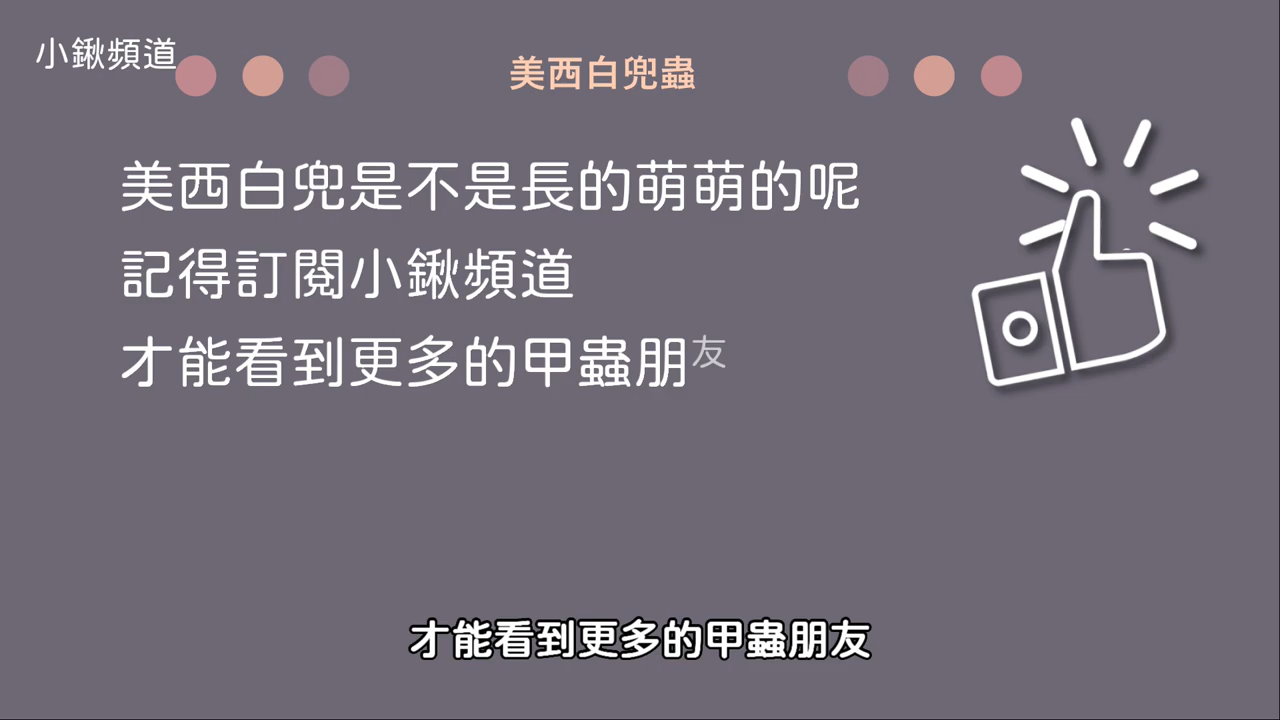 小鍬頻道
美西白兜蟲
美西白兜是不是長的萌萌的呢
記得訂閱小鍬頻道
才能看到更多的甲蟲朋友
才能看到更多的甲蟲朋友